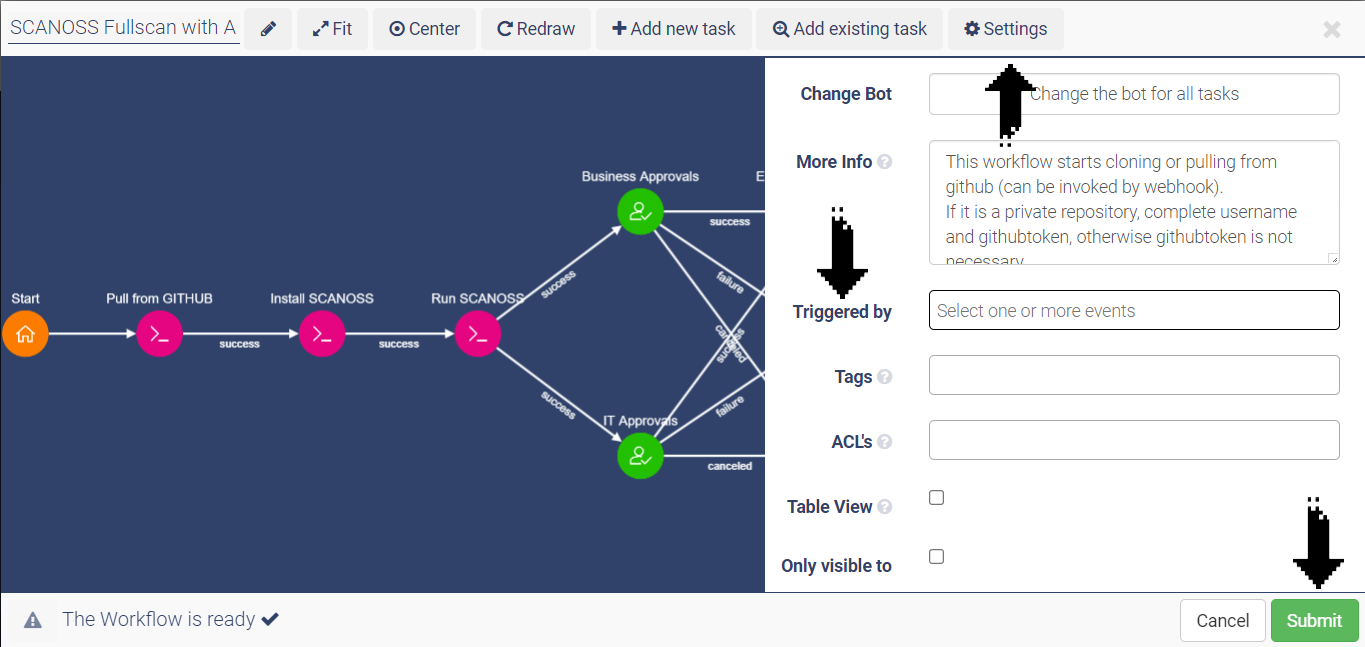 SCANOSS Fullscan with A
Fit
Center
Redraw
Add new task
Add existing task
Settings
Change Bot
Change the bot for all tasks
More Info
This workflow starts cloning or pulling from
github (can be invoked by webhook).
If it is a private repository, complete username
and githubtoken, otherwise githubtoken is not
necessary
Triggered by
Select one or more events
Tags
ACL's
Table View
Only visible to
Business Approvals
E
success
failure
canceled
success
Start
Pull from GITHUB
Install SCANOSS
Run SCANOSS
success
success
success
success
IT Approvals
failure
canceled
The Workflow is ready
Cancel
Submit